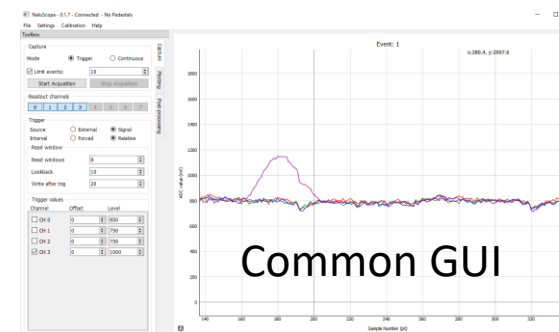 NaluScope - 0.1.7 - Connected - No Pedestals
File Settings Calibration Help
Toolbox
Capture
Mode Trigger Continuous
Limit events: 10
Start Acquisition Stop Acquisition
Readout channels
0 1 2 3 4 5 6 7
Trigger
Source External Signal
Interval Forced Relative
Read window
Read windows 8
Lookback 10
Write after trig 20
Trigger values
Channel Offset Level
CH 0 0 850
CH 1 0 750
CH 2 0 750
CH 3 0 1000
Capture
Plotting
Post-processing
Event: 1
x:280.4, y:2007.6
ADC value (mV)
1800
1600
1400
1200
1000
800
600
400
200
0
Common GUI
140 160 180 200 220 240 260 280 300 320
Sample Number (pt)
A